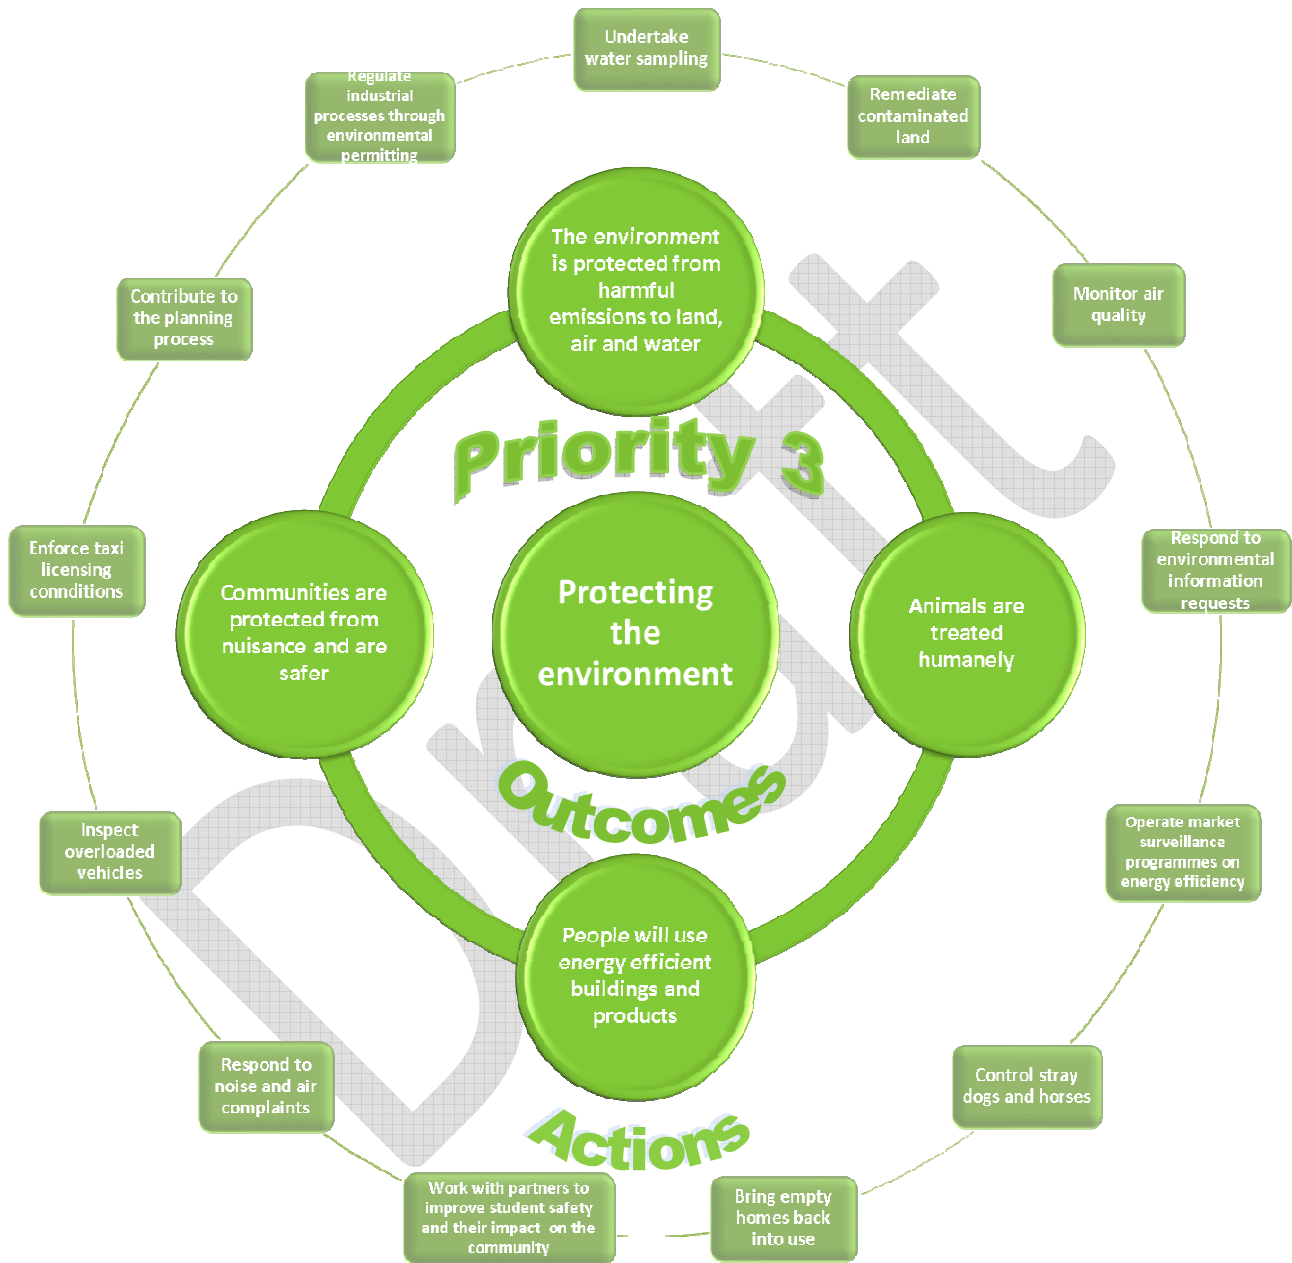 Undertake
water sampling
Regulate
industrial
processes through
environmental
permitting
Remediate
contaminated
land
The environment
is protected from
harmful
emissions to land,
air and water
Contribute to
the planning
process
Monitor air
quality
Priority 3
Enforce taxi
licensing
connditions
Communities are
protected from
nuisance and are
safer
Protecting
the
environment
Animals are
treated
humanely
Respond to
environmental
information
requests
Outcomes
Inspect
overloaded
vehicles
Operate market
surveillance
programmes on
energy efficiency
People will use
energy efficient
buildings and
products
Respond to
noise and air
complaints
Control stray
dogs and horses
Actions
Work with partners to
improve student safety
and their impact on the
community
Bring empty
homes back
into use
Draft